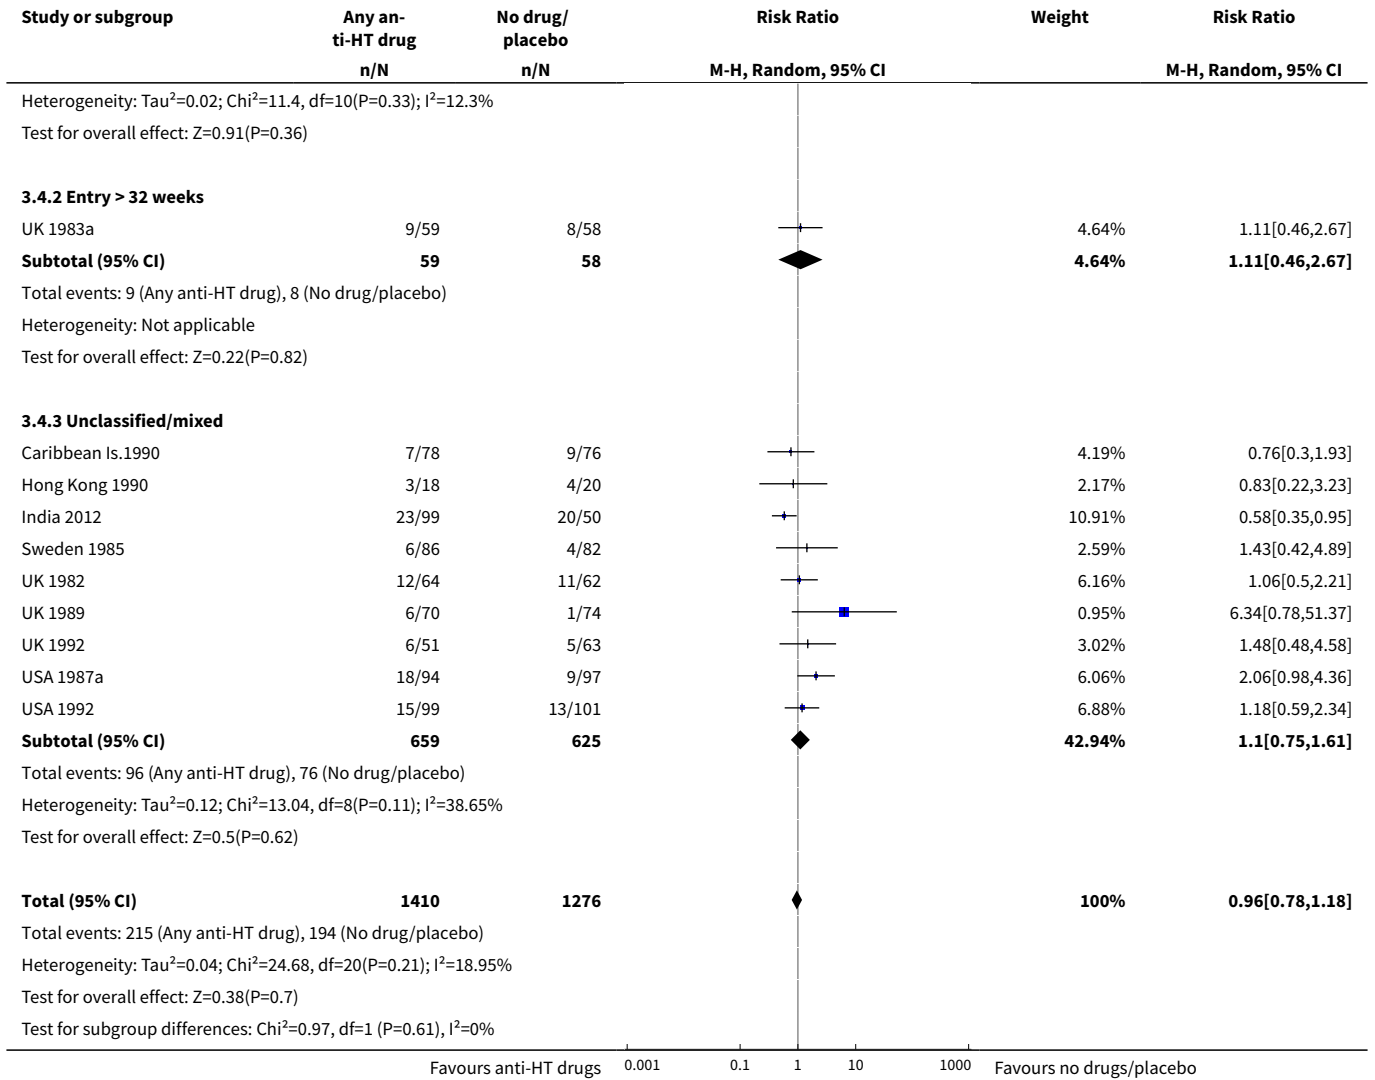 Study or subgroup Any an- No drug/ Risk Ratio Weight Risk Ratio
ti-HT drug placebo
n/N n/N M-H, Random, 95% CI M-H, Random, 95% CI
Heterogeneity: Tau²=0.02; Chi²=11.4, df=10(P=0.33); I²=12.3%
Test for overall effect: Z=0.91(P=0.36)
3.4.2 Entry > 32 weeks
UK 1983a 9/59 8/58 4.64% 1.11[0.46,2.67]
Subtotal (95% CI) 59 58 4.64% 1.11[0.46,2.67]
Total events: 9 (Any anti-HT drug), 8 (No drug/placebo)
Heterogeneity: Not applicable
Test for overall effect: Z=0.22(P=0.82)
3.4.3 Unclassified/mixed
Caribbean Is.1990 7/78 9/76 4.19% 0.76[0.3,1.93]
Hong Kong 1990 3/18 4/20 2.17% 0.83[0.22,3.23]
India 2012 23/99 20/50 10.91% 0.58[0.35,0.95]
Sweden 1985 6/86 4/82 2.59% 1.43[0.42,4.89]
UK 1982 12/64 11/62 6.16% 1.06[0.5,2.21]
UK 1989 6/70 1/74 0.95% 6.34[0.78,51.37]
UK 1992 6/51 5/63 3.02% 1.48[0.48,4.58]
USA 1987a 18/94 9/97 6.06% 2.06[0.98,4.36]
USA 1992 15/99 13/101 6.88% 1.18[0.59,2.34]
Subtotal (95% CI) 659 625 42.94% 1.1[0.75,1.61]
Total events: 96 (Any anti-HT drug), 76 (No drug/placebo)
Heterogeneity: Tau²=0.12; Chi²=13.04, df=8(P=0.11); I²=38.65%
Test for overall effect: Z=0.5(P=0.62)
Total (95% CI) 1410 1276 100% 0.96[0.78,1.18]
Total events: 215 (Any anti-HT drug), 194 (No drug/placebo)
Heterogeneity: Tau²=0.04; Chi²=24.68, df=20(P=0.21); I²=18.95%
Test for overall effect: Z=0.38(P=0.7)
Test for subgroup differences: Chi²=0.97, df=1 (P=0.61), I²=0%
Favours anti-HT drugs 0.001 0.1 1 10 1000 Favours no drugs/placebo